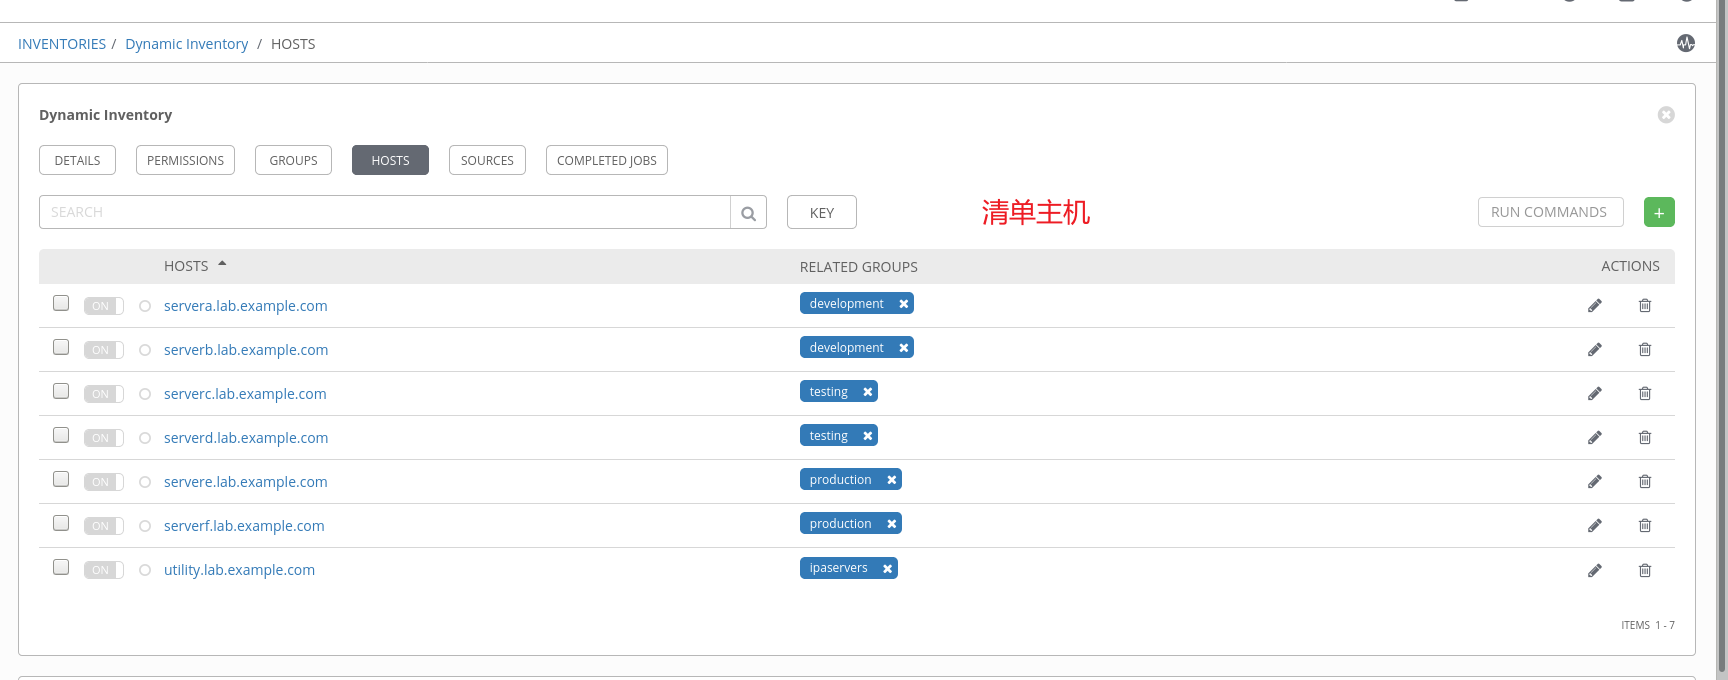 INVENTORIES / Dynamic Inventory / HOSTS
Dynamic Inventory
DETAILS PERMISSIONS GROUPS HOSTS SOURCES COMPLETED JOBS
SEARCH KEY 清单主机 RUN COMMANDS +
HOSTS RELATED GROUPS ACTIONS
ON servera.lab.example.com development
ON serverb.lab.example.com development
ON serverc.lab.example.com testing
ON serverd.lab.example.com testing
ON servere.lab.example.com production
ON serverf.lab.example.com production
ON utility.lab.example.com ipaservers
ITEMS 1 - 7